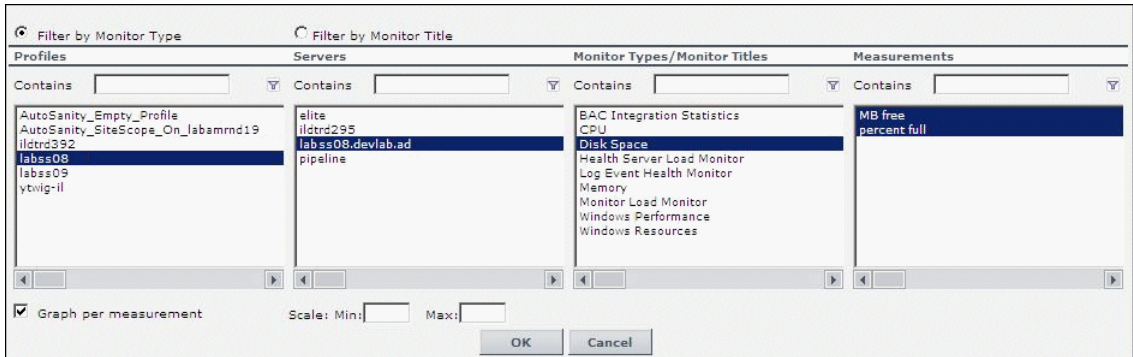 Filter by Monitor Type
Filter by Monitor Title
Profiles
Servers
Monitor Types/Monitor Titles
Measurements
Contains
Contains
Contains
Contains
AutoSanity_Empty_Profile
AutoSanity_SiteScope_On_labamrnd19
ildtrd392
labss08
labss09
ytwig-il
elite
ildtrd295
labss08.devlab.ad
pipeline
BAC Integration Statistics
CPU
Disk Space
Health Server Load Monitor
Log Event Health Monitor
Memory
Monitor Load Monitor
Windows Performance
Windows Resources
MB free
percent full
Graph per measurement
Scale: Min:
Max:
OK
Cancel